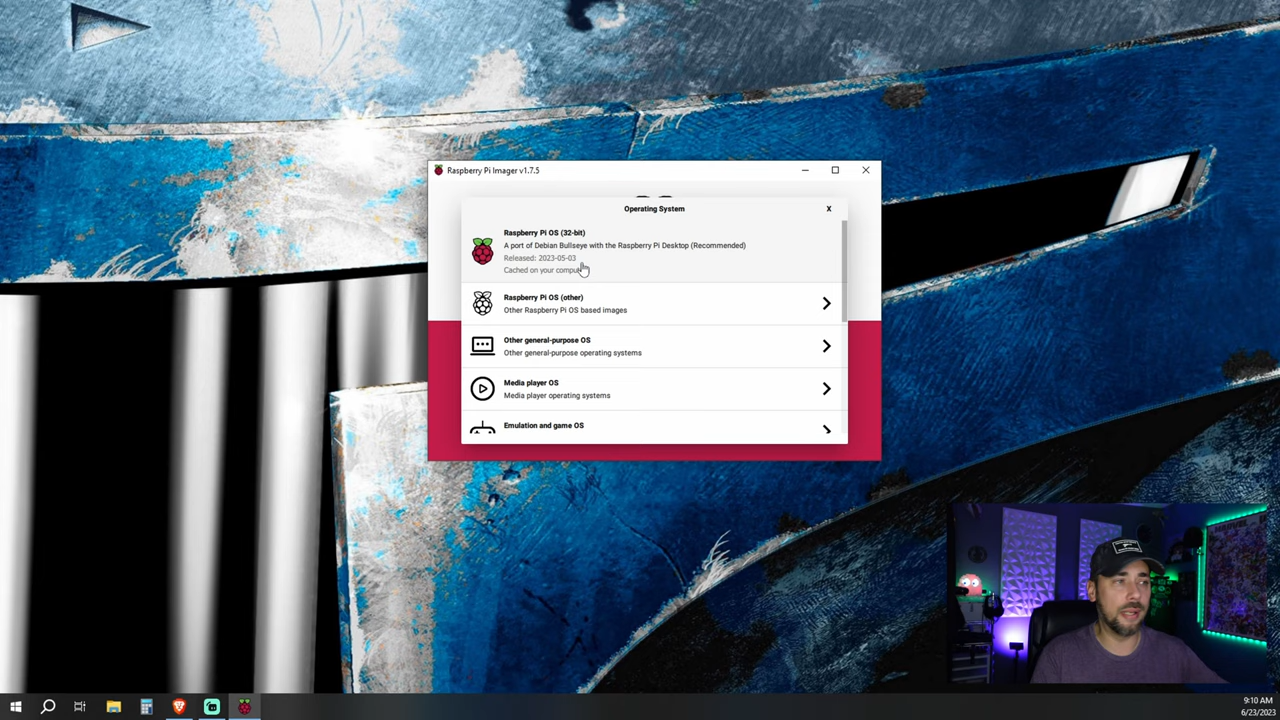 Raspberry Pi Imager v1.7.5
Operating System
X
Raspberry Pi OS (32-bit)
A port of Debian Bullseye with the Raspberry Pi Desktop (Recommended)
Released: 2023-05-03
Cached on your compu
Raspberry Pi OS (other)
Other Raspberry Pi OS based images
Other general-purpose OS
Other general-purpose operating systems
Media player OS
Media player operating systems
Emulation and game OS
9:10 AM
6/23/2023